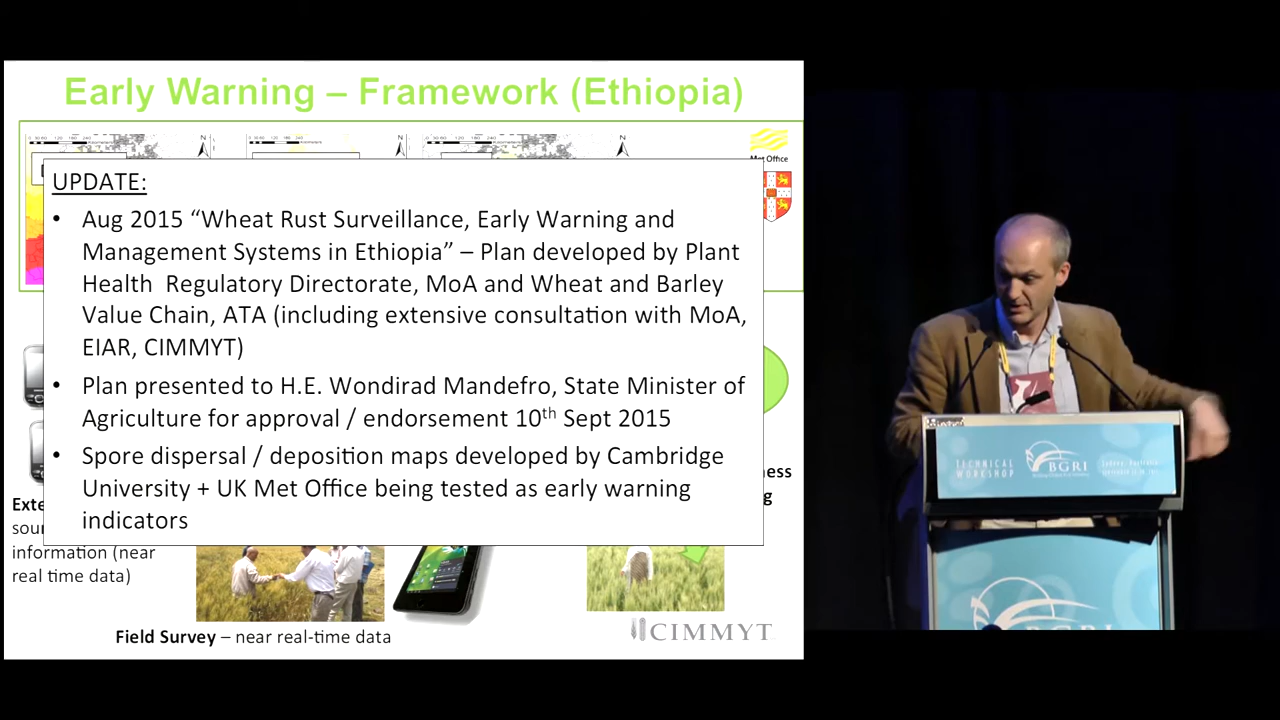 Early Warning – Framework (Ethiopia)
Met Office
UPDATE:
• Aug 2015 “Wheat Rust Surveillance, Early Warning and
Management Systems in Ethiopia” – Plan developed by Plant
Health Regulatory Directorate, MoA and Wheat and Barley
Value Chain, ATA (including extensive consultation with MoA,
EIAR, CIMMYT)
• Plan presented to H.E. Wondirad Mandefro, State Minister of
Agriculture for approval / endorsement 10th Sept 2015
• Spore dispersal / deposition maps developed by Cambridge
University + UK Met Office being tested as early warning
indicators
information (near
real time data)
Field Survey – near real-time data
CIMMYT
TECHNICAL
WORKSHOP
BGRI
BGRI